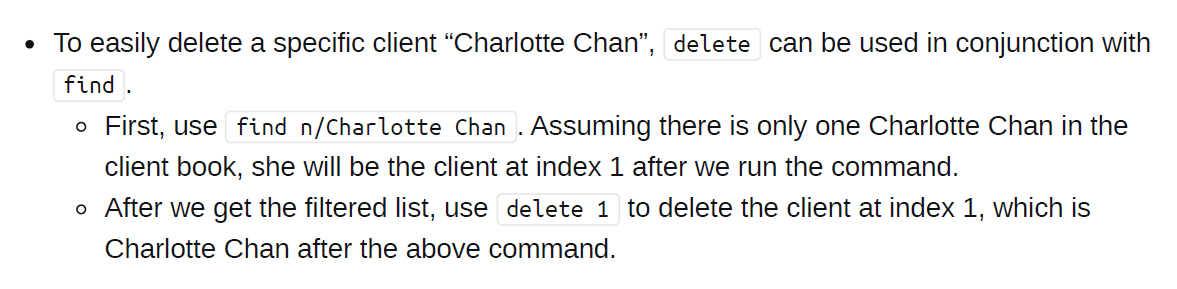 To easily delete a specific client “Charlotte Chan”, delete can be used in conjunction with
find.
First, use find n/Charlotte Chan. Assuming there is only one Charlotte Chan in the
client book, she will be the client at index 1 after we run the command.
After we get the filtered list, use delete 1 to delete the client at index 1, which is
Charlotte Chan after the above command.